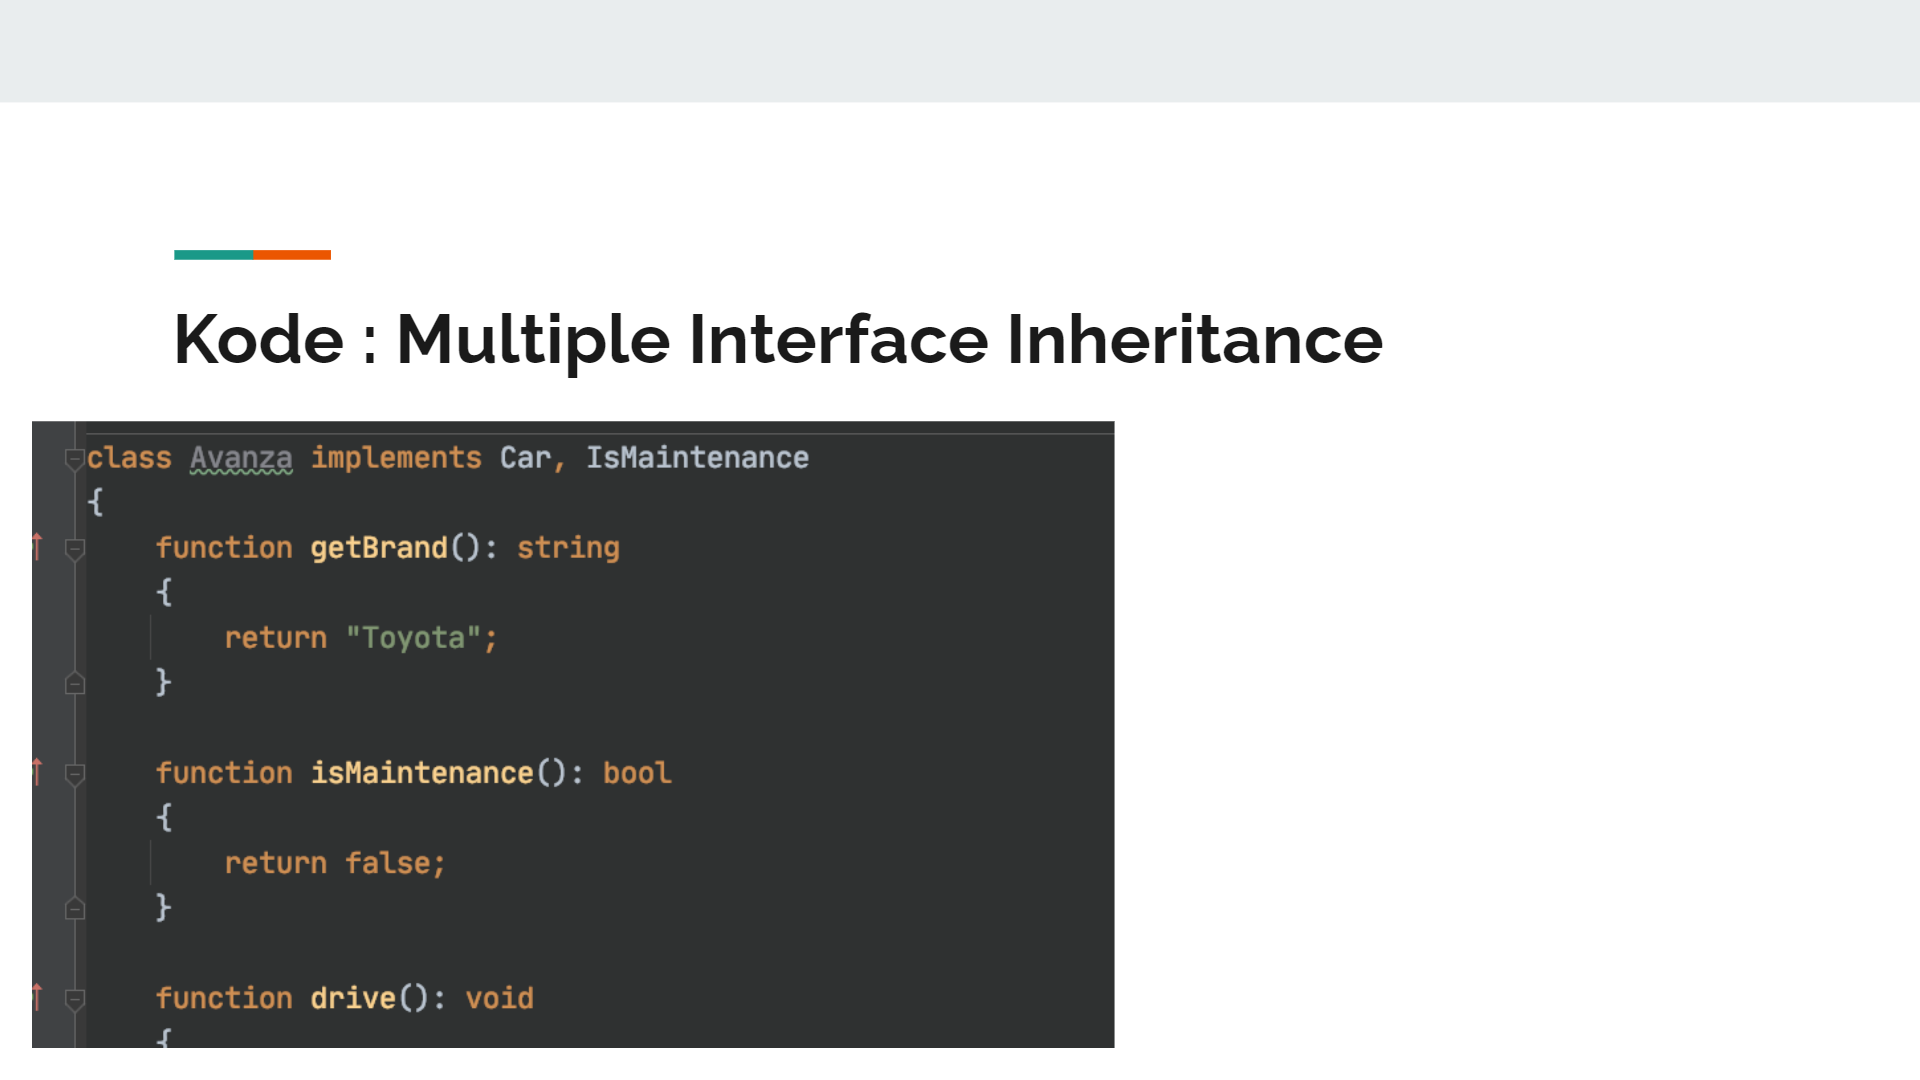 Kode : Multiple Interface Inheritance
class Avanza implements Car, IsMaintenance
{
    function getBrand(): string
    {
        return "Toyota";
    }
    function isMaintenance(): bool
    {
        return false;
    }
    function drive(): void
    {